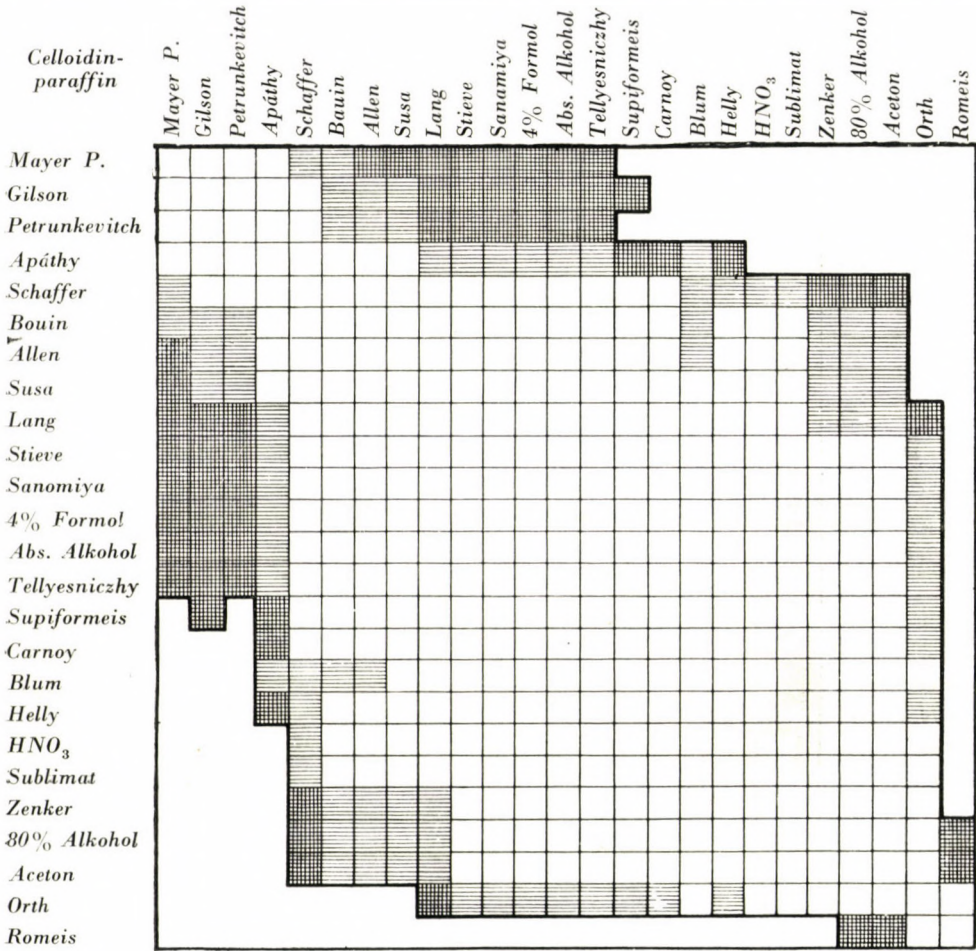 Celloidin-
paraffin
Mayer P.
Gilson
Petrunkevitch
Apáthy
Schaffer
Bauin
Allen
Susa
Lang
Stieve
Sanamiya
4% Formol
Abs. Alkohol
Tellyesniczhy
Supiformeis
Carnoy
Blum
Helly
HNO₃
Sublimat
Zenker
80% Alkohol
Aceton
Orth
Romeis
Mayer P.
Gilson
Petrunkevitch
Apáthy
Schaffer
Bouin
Allen
Susa
Lang
Stieve
Sanomiya
4% Formol
Abs. Alkohol
Tellyesniczhy
Supiformeis
Carnoy
Blum
Helly
HNO₃
Sublimat
Zenker
80% Alkohol
Aceton
Orth
Romeis